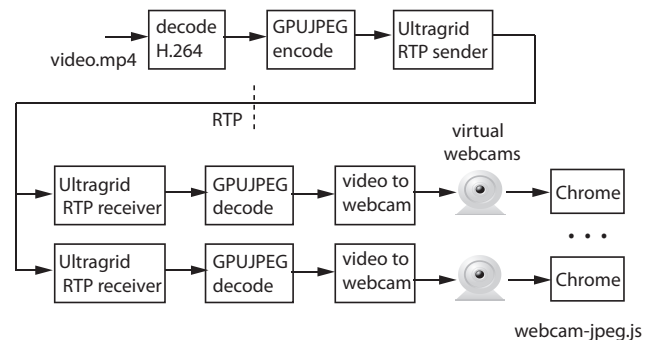 video.mp4
decode
H.264
GPUJPEG
encode
Ultragrid
RTP sender
RTP
virtual
webcams
Ultragrid
RTP receiver
GPUJPEG
decode
video to
webcam
Chrome
. . .
Ultragrid
RTP receiver
GPUJPEG
decode
video to
webcam
Chrome
webcam-jpeg.js